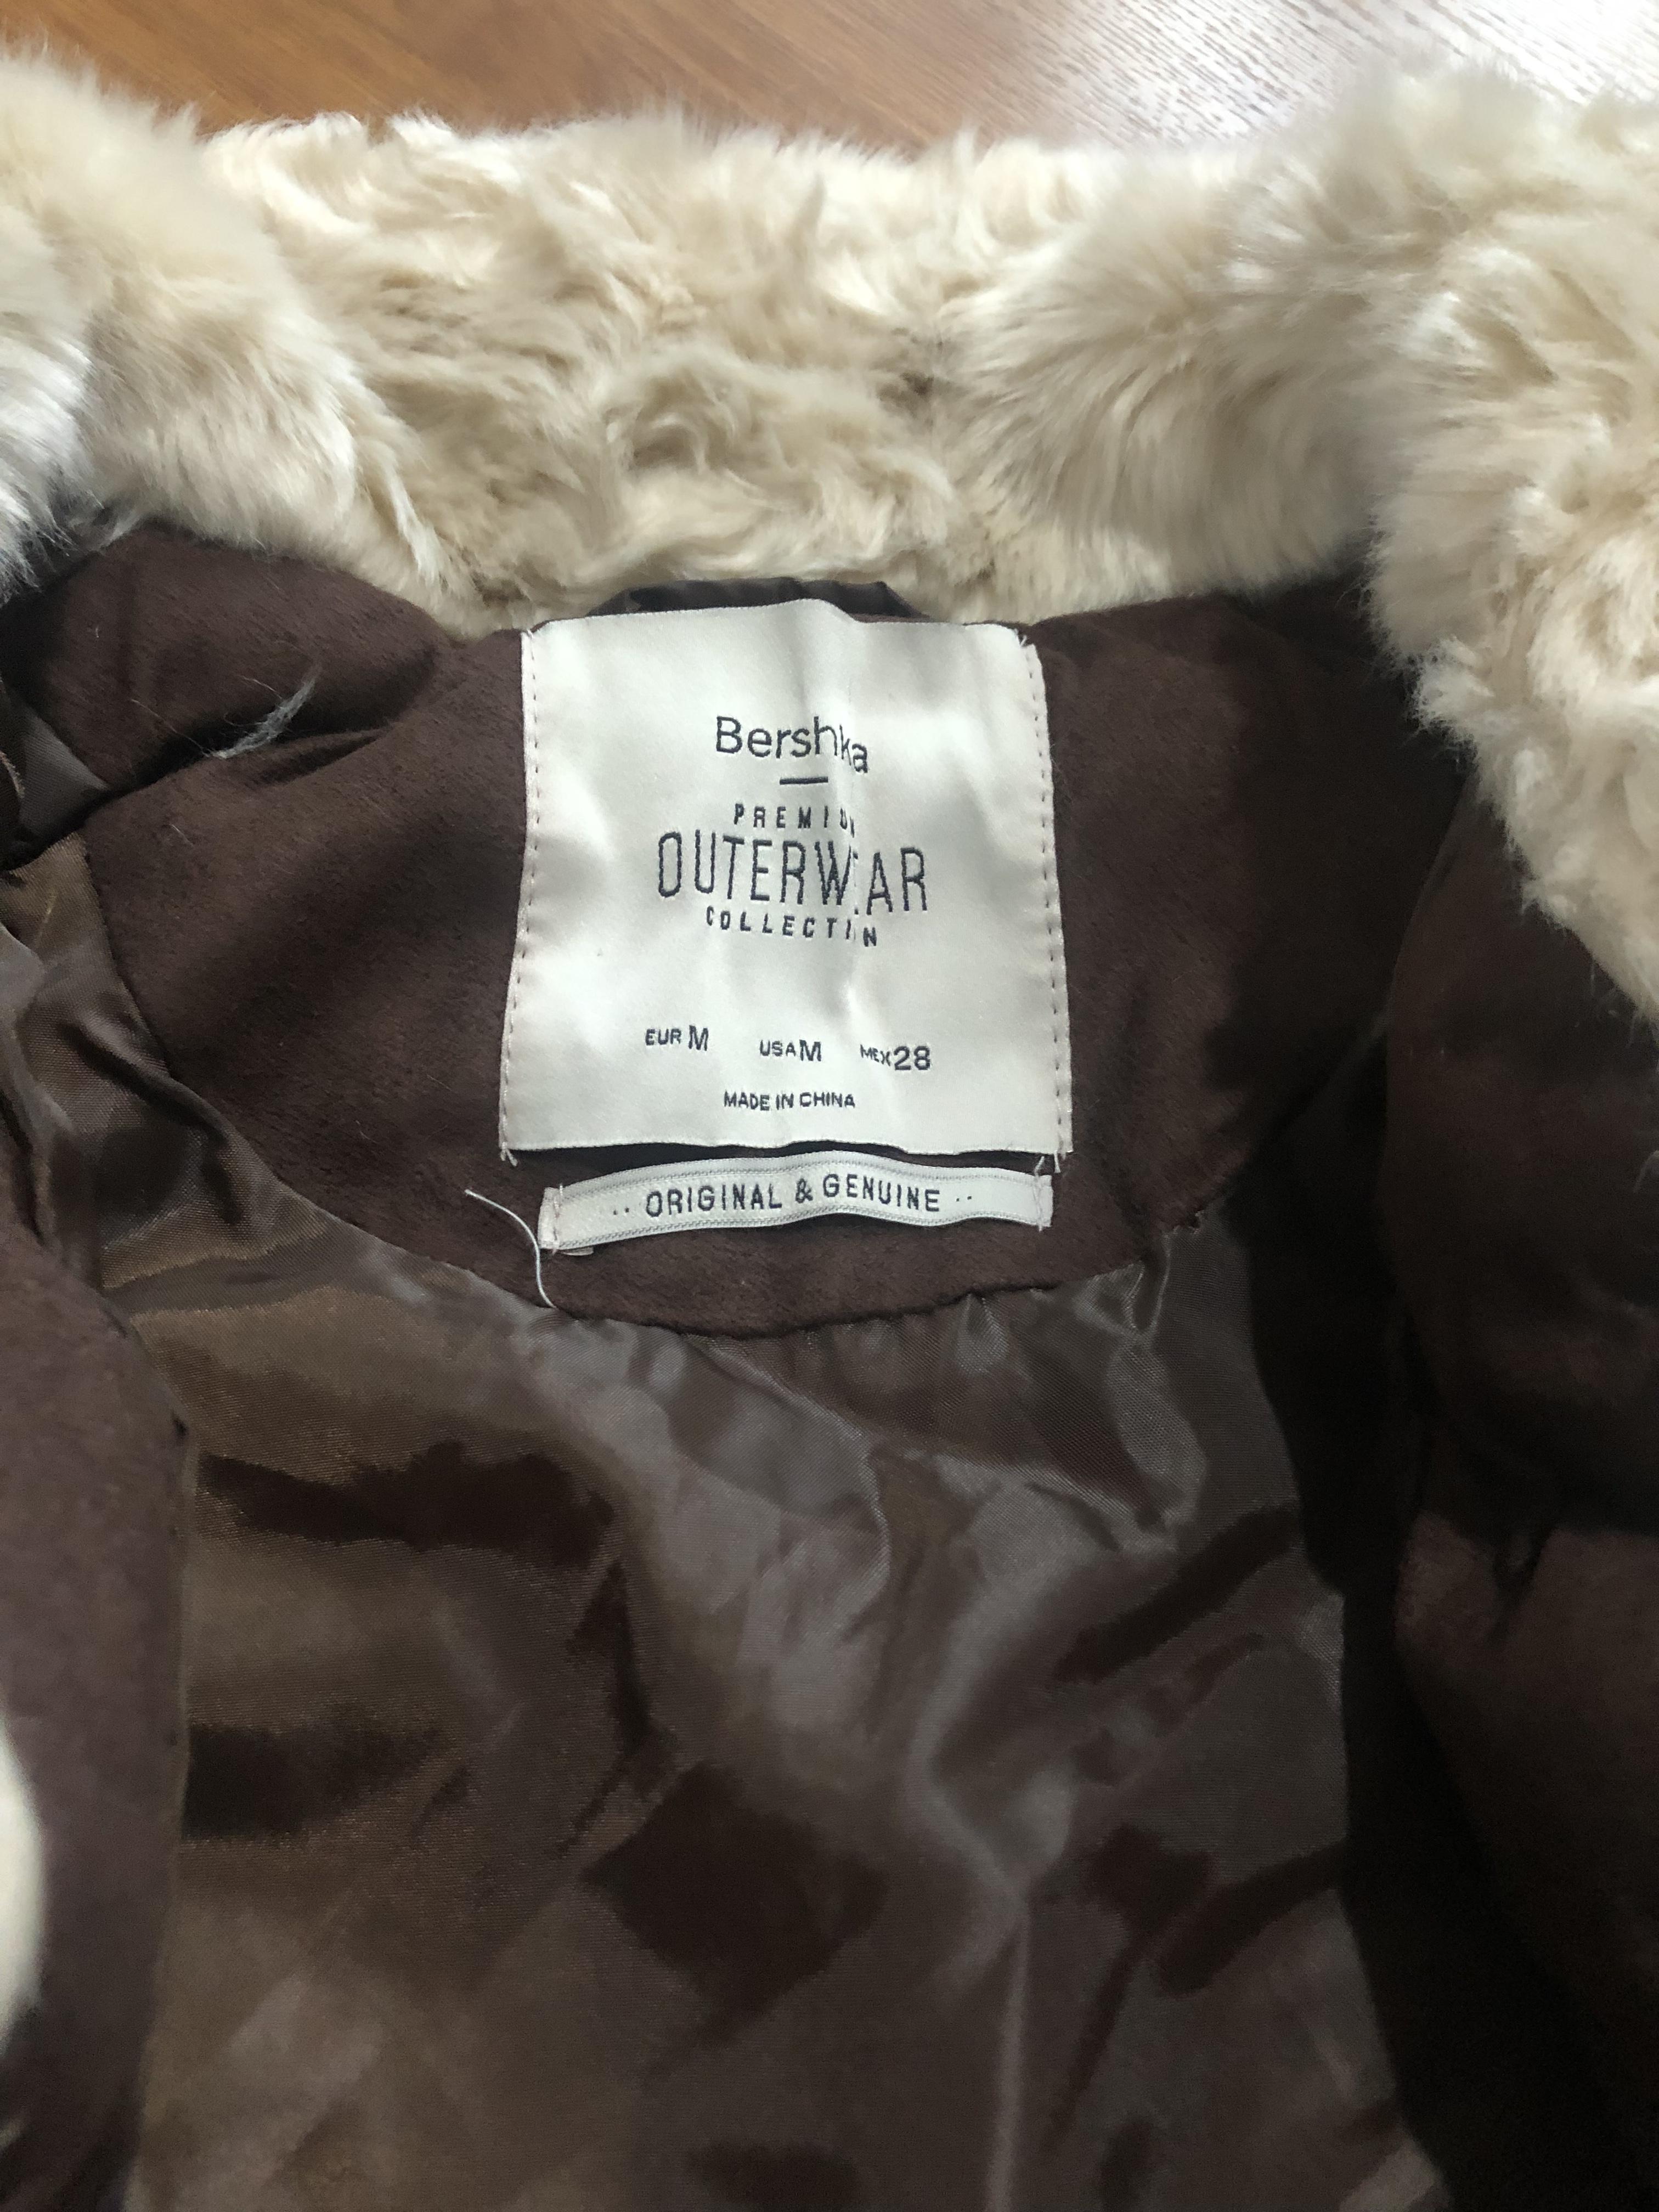 Bershka
PREMIUM
OUTERWEAR
COLLECTION
EUR M USA M MEX 28
MADE IN CHINA
·· ORIGINAL & GENUINE ··